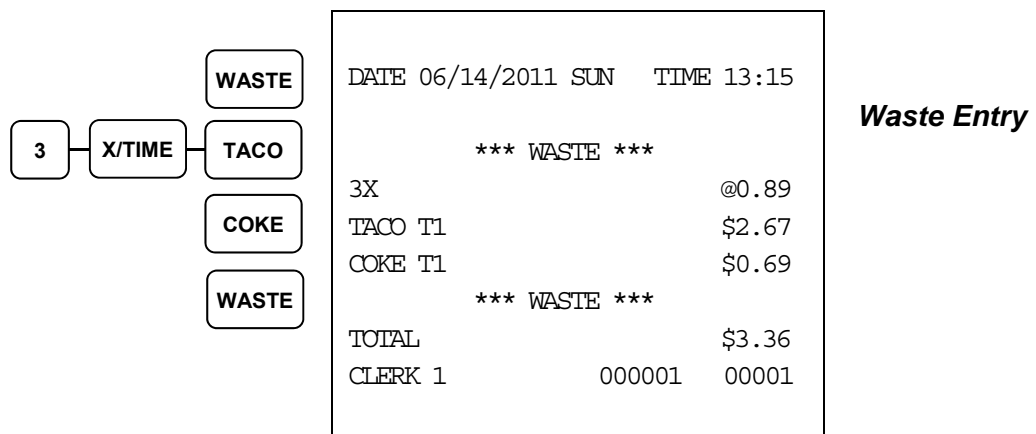 WASTE
3 X/TIME TACO
COKE
WASTE
DATE 06/14/2011 SUN TIME 13:15
*** WASTE ***
3X @0.89
TACO T1 $2.67
COKE T1 $0.69
*** WASTE ***
TOTAL $3.36
CLERK 1 000001 00001
Waste Entry